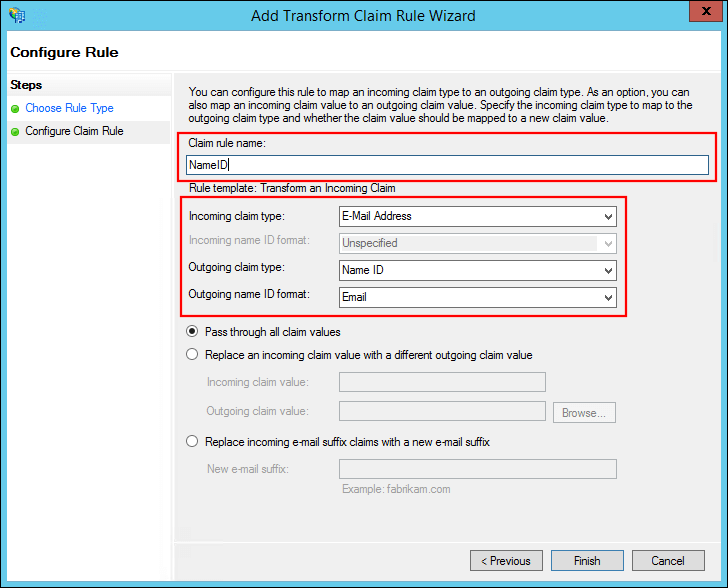 Add Transform Claim Rule Wizard
X
Configure Rule
Steps
Choose Rule Type
Configure Claim Rule
You can configure this rule to map an incoming claim type to an outgoing claim type. As an option, you can
also map an incoming claim value to an outgoing claim value. Specify the incoming claim type to map to the
outgoing claim type and whether the claim value should be mapped to a new claim value.
Claim rule name:
NameID
Rule template: Transform an Incoming Claim
Incoming claim type: E-Mail Address
Incoming name ID format: Unspecified
Outgoing claim type: Name ID
Outgoing name ID format: Email
Pass through all claim values
Replace an incoming claim value with a different outgoing claim value
Incoming claim value:
Outgoing claim value: Browse...
Replace incoming e-mail suffix claims with a new e-mail suffix
New e-mail suffix:
Example: fabrikam.com
< Previous Finish Cancel